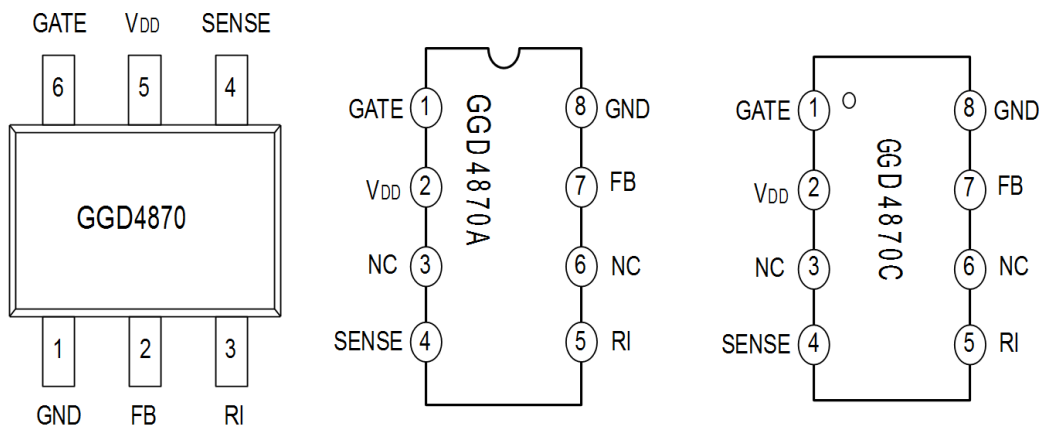 GATE VDD SENSE
6 5 4
GGD4870
1 2 3
GND FB RI
GATE 1 8 GND
VDD 2 7 FB
NC 3 6 NC
SENSE 4 5 RI
GGD4870A
GATE 1 8 GND
VDD 2 7 FB
NC 3 6 NC
SENSE 4 5 RI
GGD4870C